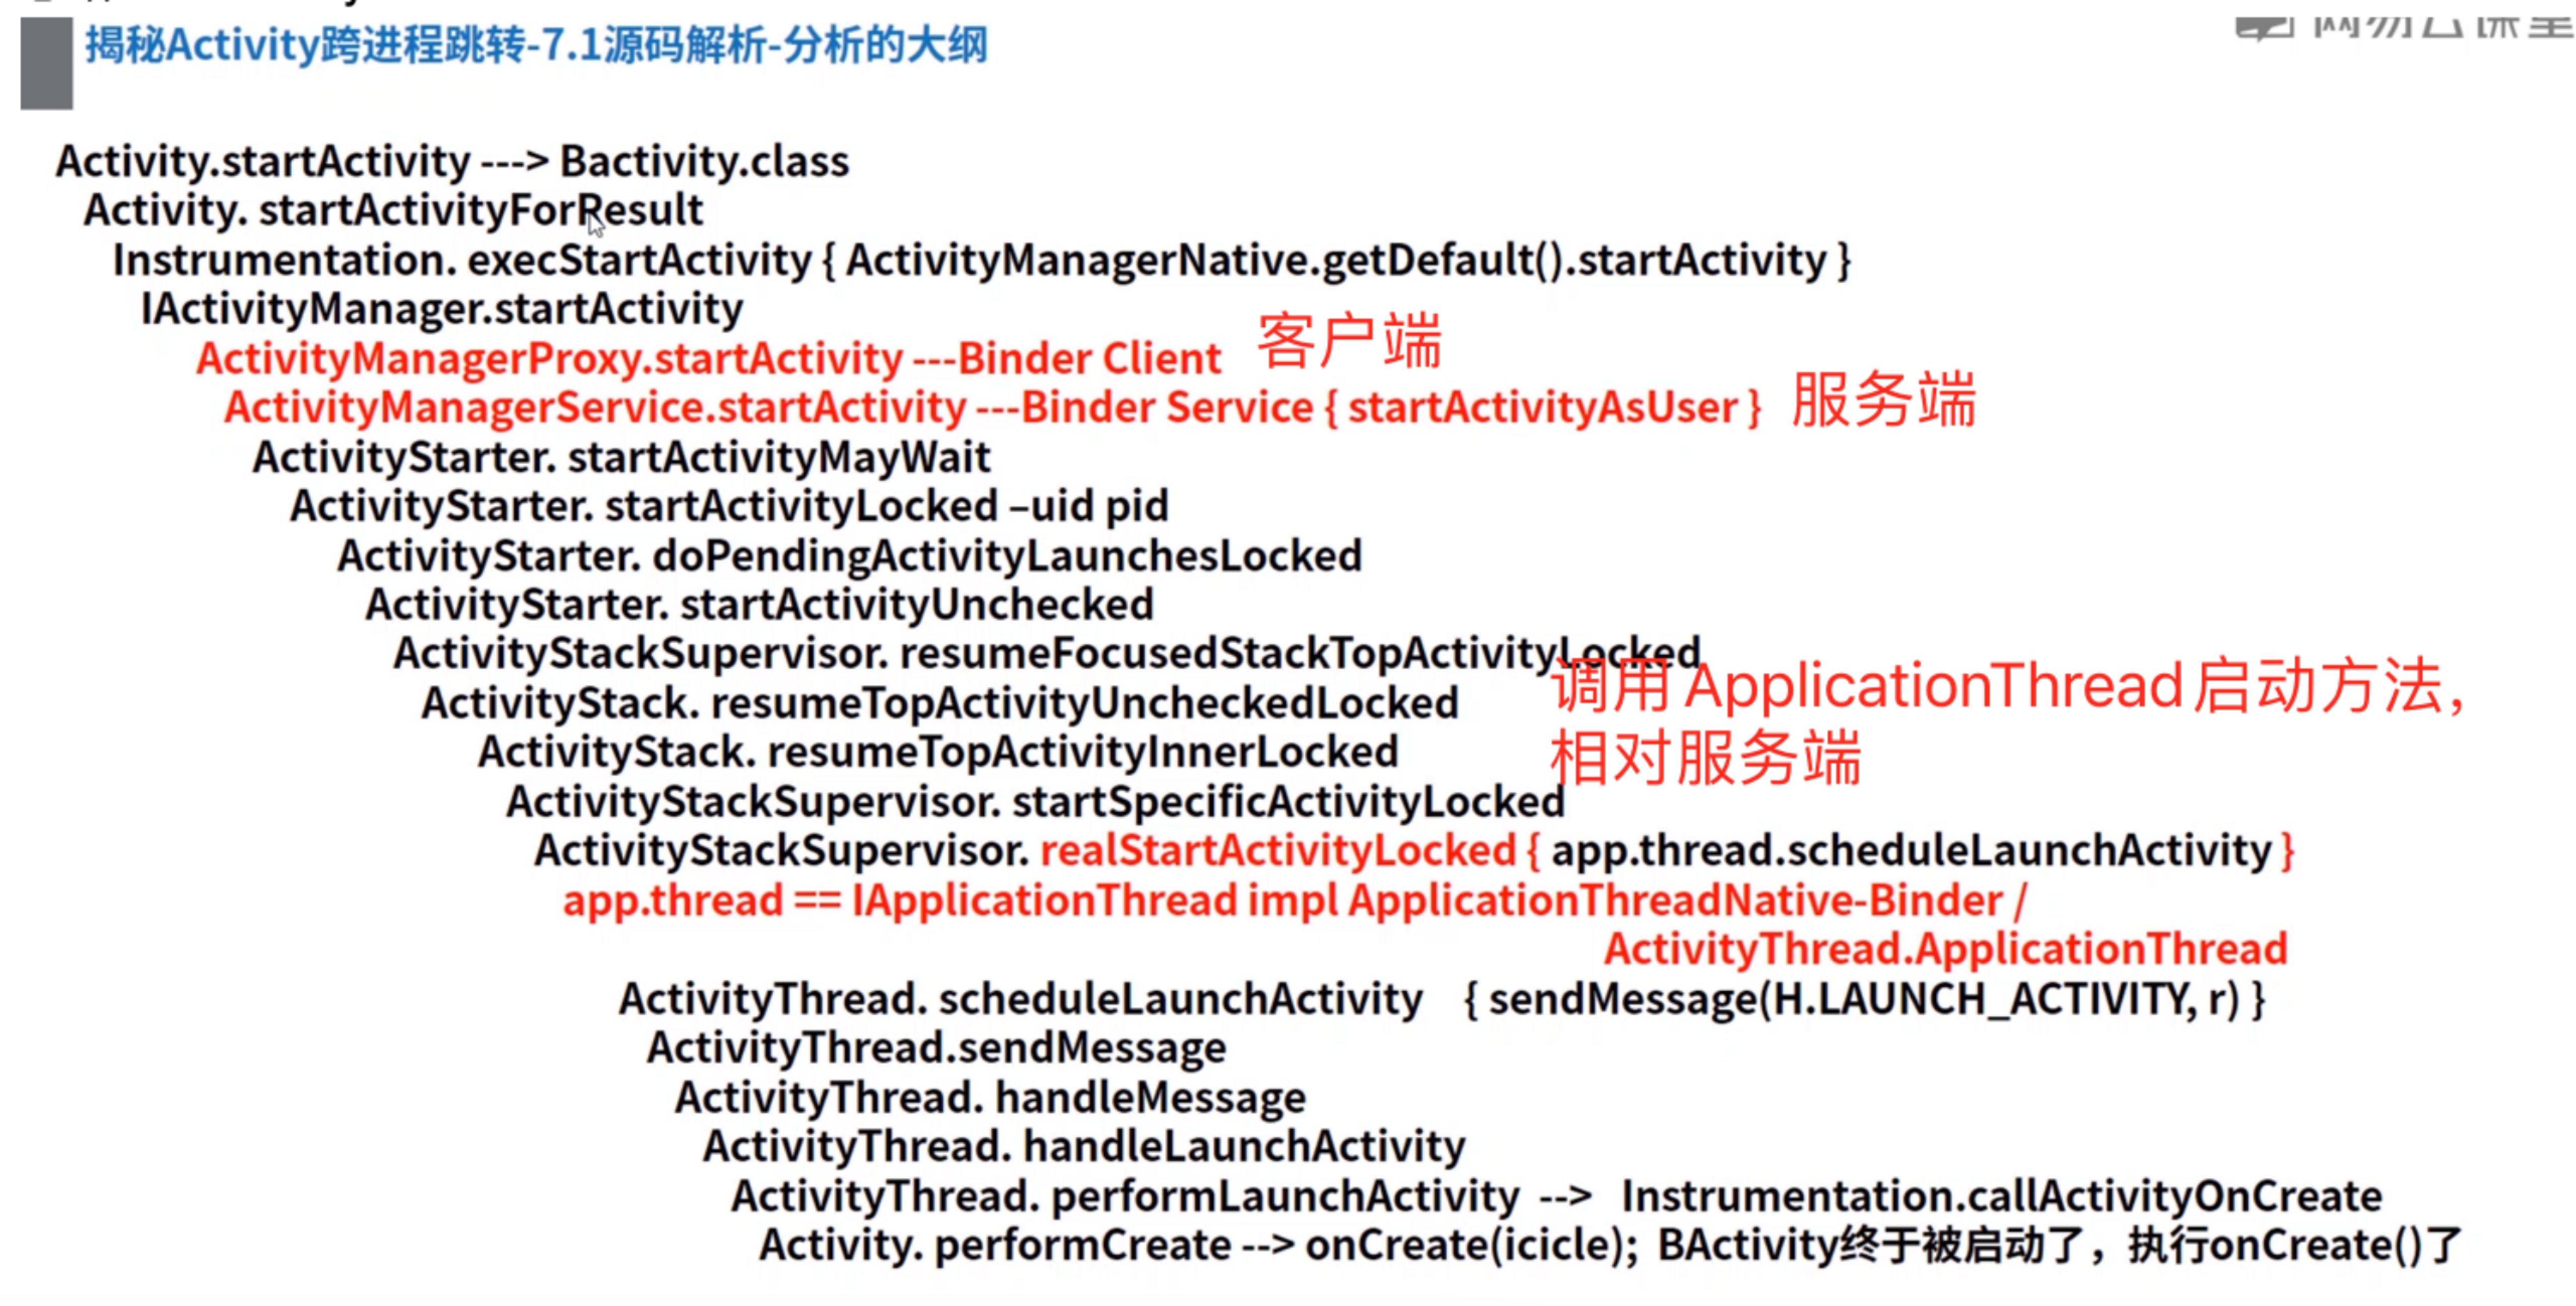 揭秘Activity跨进程跳转-7.1源码解析-分析的大纲
Activity.startActivity ---> Bactivity.class
Activity. startActivityForResult
Instrumentation. execStartActivity { ActivityManagerNative.getDefault().startActivity }
IActivityManager.startActivity
ActivityManagerProxy.startActivity ---Binder Client 客户端
ActivityManagerService.startActivity ---Binder Service { startActivityAsUser } 服务端
ActivityStarter. startActivityMayWait
ActivityStarter. startActivityLocked –uid pid
ActivityStarter. doPendingActivityLaunchesLocked
ActivityStarter. startActivityUnchecked
ActivityStackSupervisor. resumeFocusedStackTopActivityLocked
调用ApplicationThread启动方法，
ActivityStack. resumeTopActivityUncheckedLocked
相对服务端
ActivityStack. resumeTopActivityInnerLocked
ActivityStackSupervisor. startSpecificActivityLocked
ActivityStackSupervisor. realStartActivityLocked { app.thread.scheduleLaunchActivity }
app.thread == IApplicationThread impl ApplicationThreadNative-Binder /
ActivityThread.ApplicationThread
ActivityThread. scheduleLaunchActivity { sendMessage(H.LAUNCH_ACTIVITY, r) }
ActivityThread.sendMessage
ActivityThread. handleMessage
ActivityThread. handleLaunchActivity
ActivityThread. performLaunchActivity --> Instrumentation.callActivityOnCreate
Activity. performCreate --> onCreate(icicle); BActivity终于被启动了，执行onCreate()了